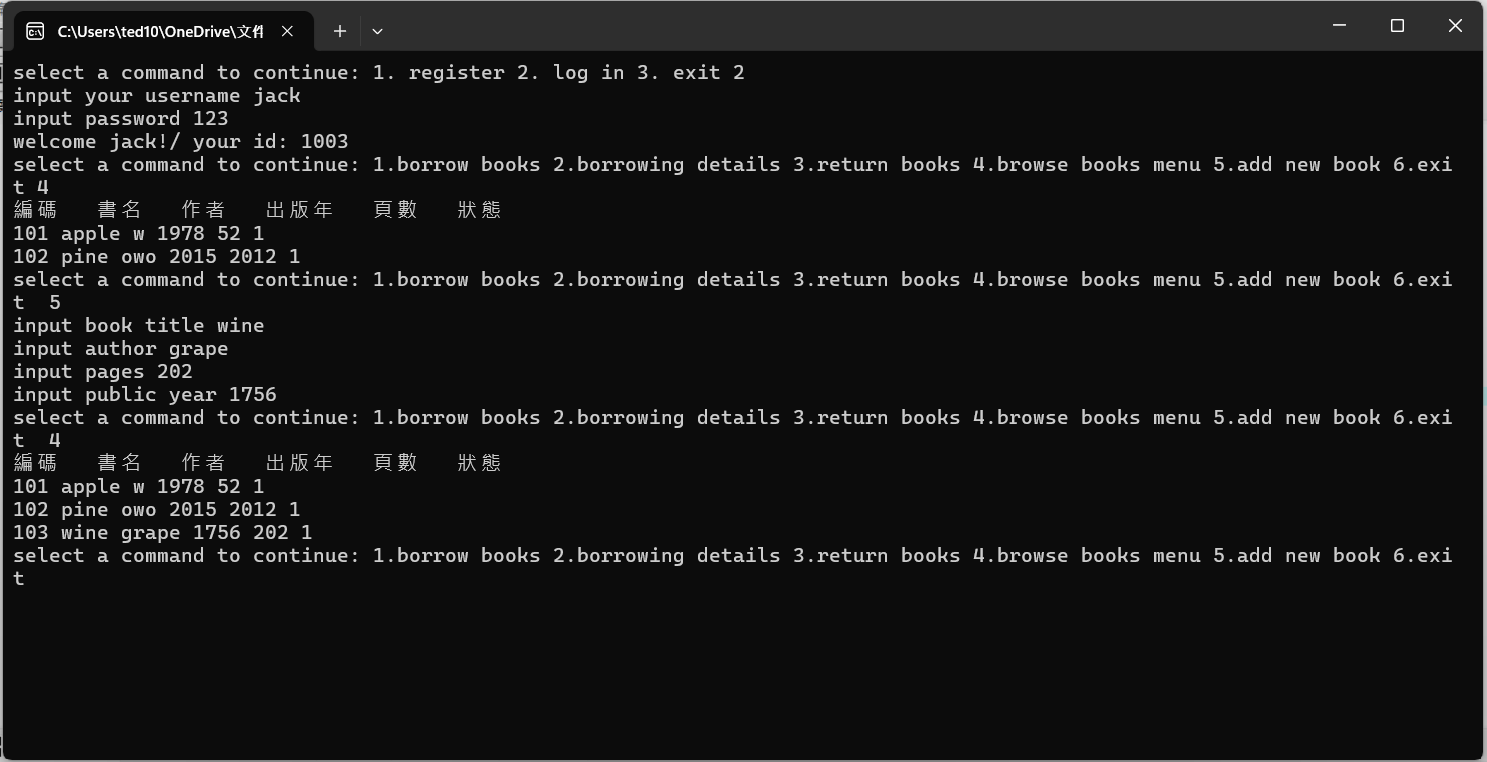 C:\Users\ted10\OneDrive\文件
select a command to continue: 1. register 2. log in 3. exit 2
input your username jack
input password 123
welcome jack!/ your id: 1003
select a command to continue: 1.borrow books 2.borrowing details 3.return books 4.browse books menu 5.add new book 6.exi
t 4
編碼 書名 作者 出版年 頁數 狀態
101 apple w 1978 52 1
102 pine owo 2015 2012 1
select a command to continue: 1.borrow books 2.borrowing details 3.return books 4.browse books menu 5.add new book 6.exi
t  5
input book title wine
input author grape
input pages 202
input public year 1756
select a command to continue: 1.borrow books 2.borrowing details 3.return books 4.browse books menu 5.add new book 6.exi
t  4
編碼 書名 作者 出版年 頁數 狀態
101 apple w 1978 52 1
102 pine owo 2015 2012 1
103 wine grape 1756 202 1
select a command to continue: 1.borrow books 2.borrowing details 3.return books 4.browse books menu 5.add new book 6.exi
t